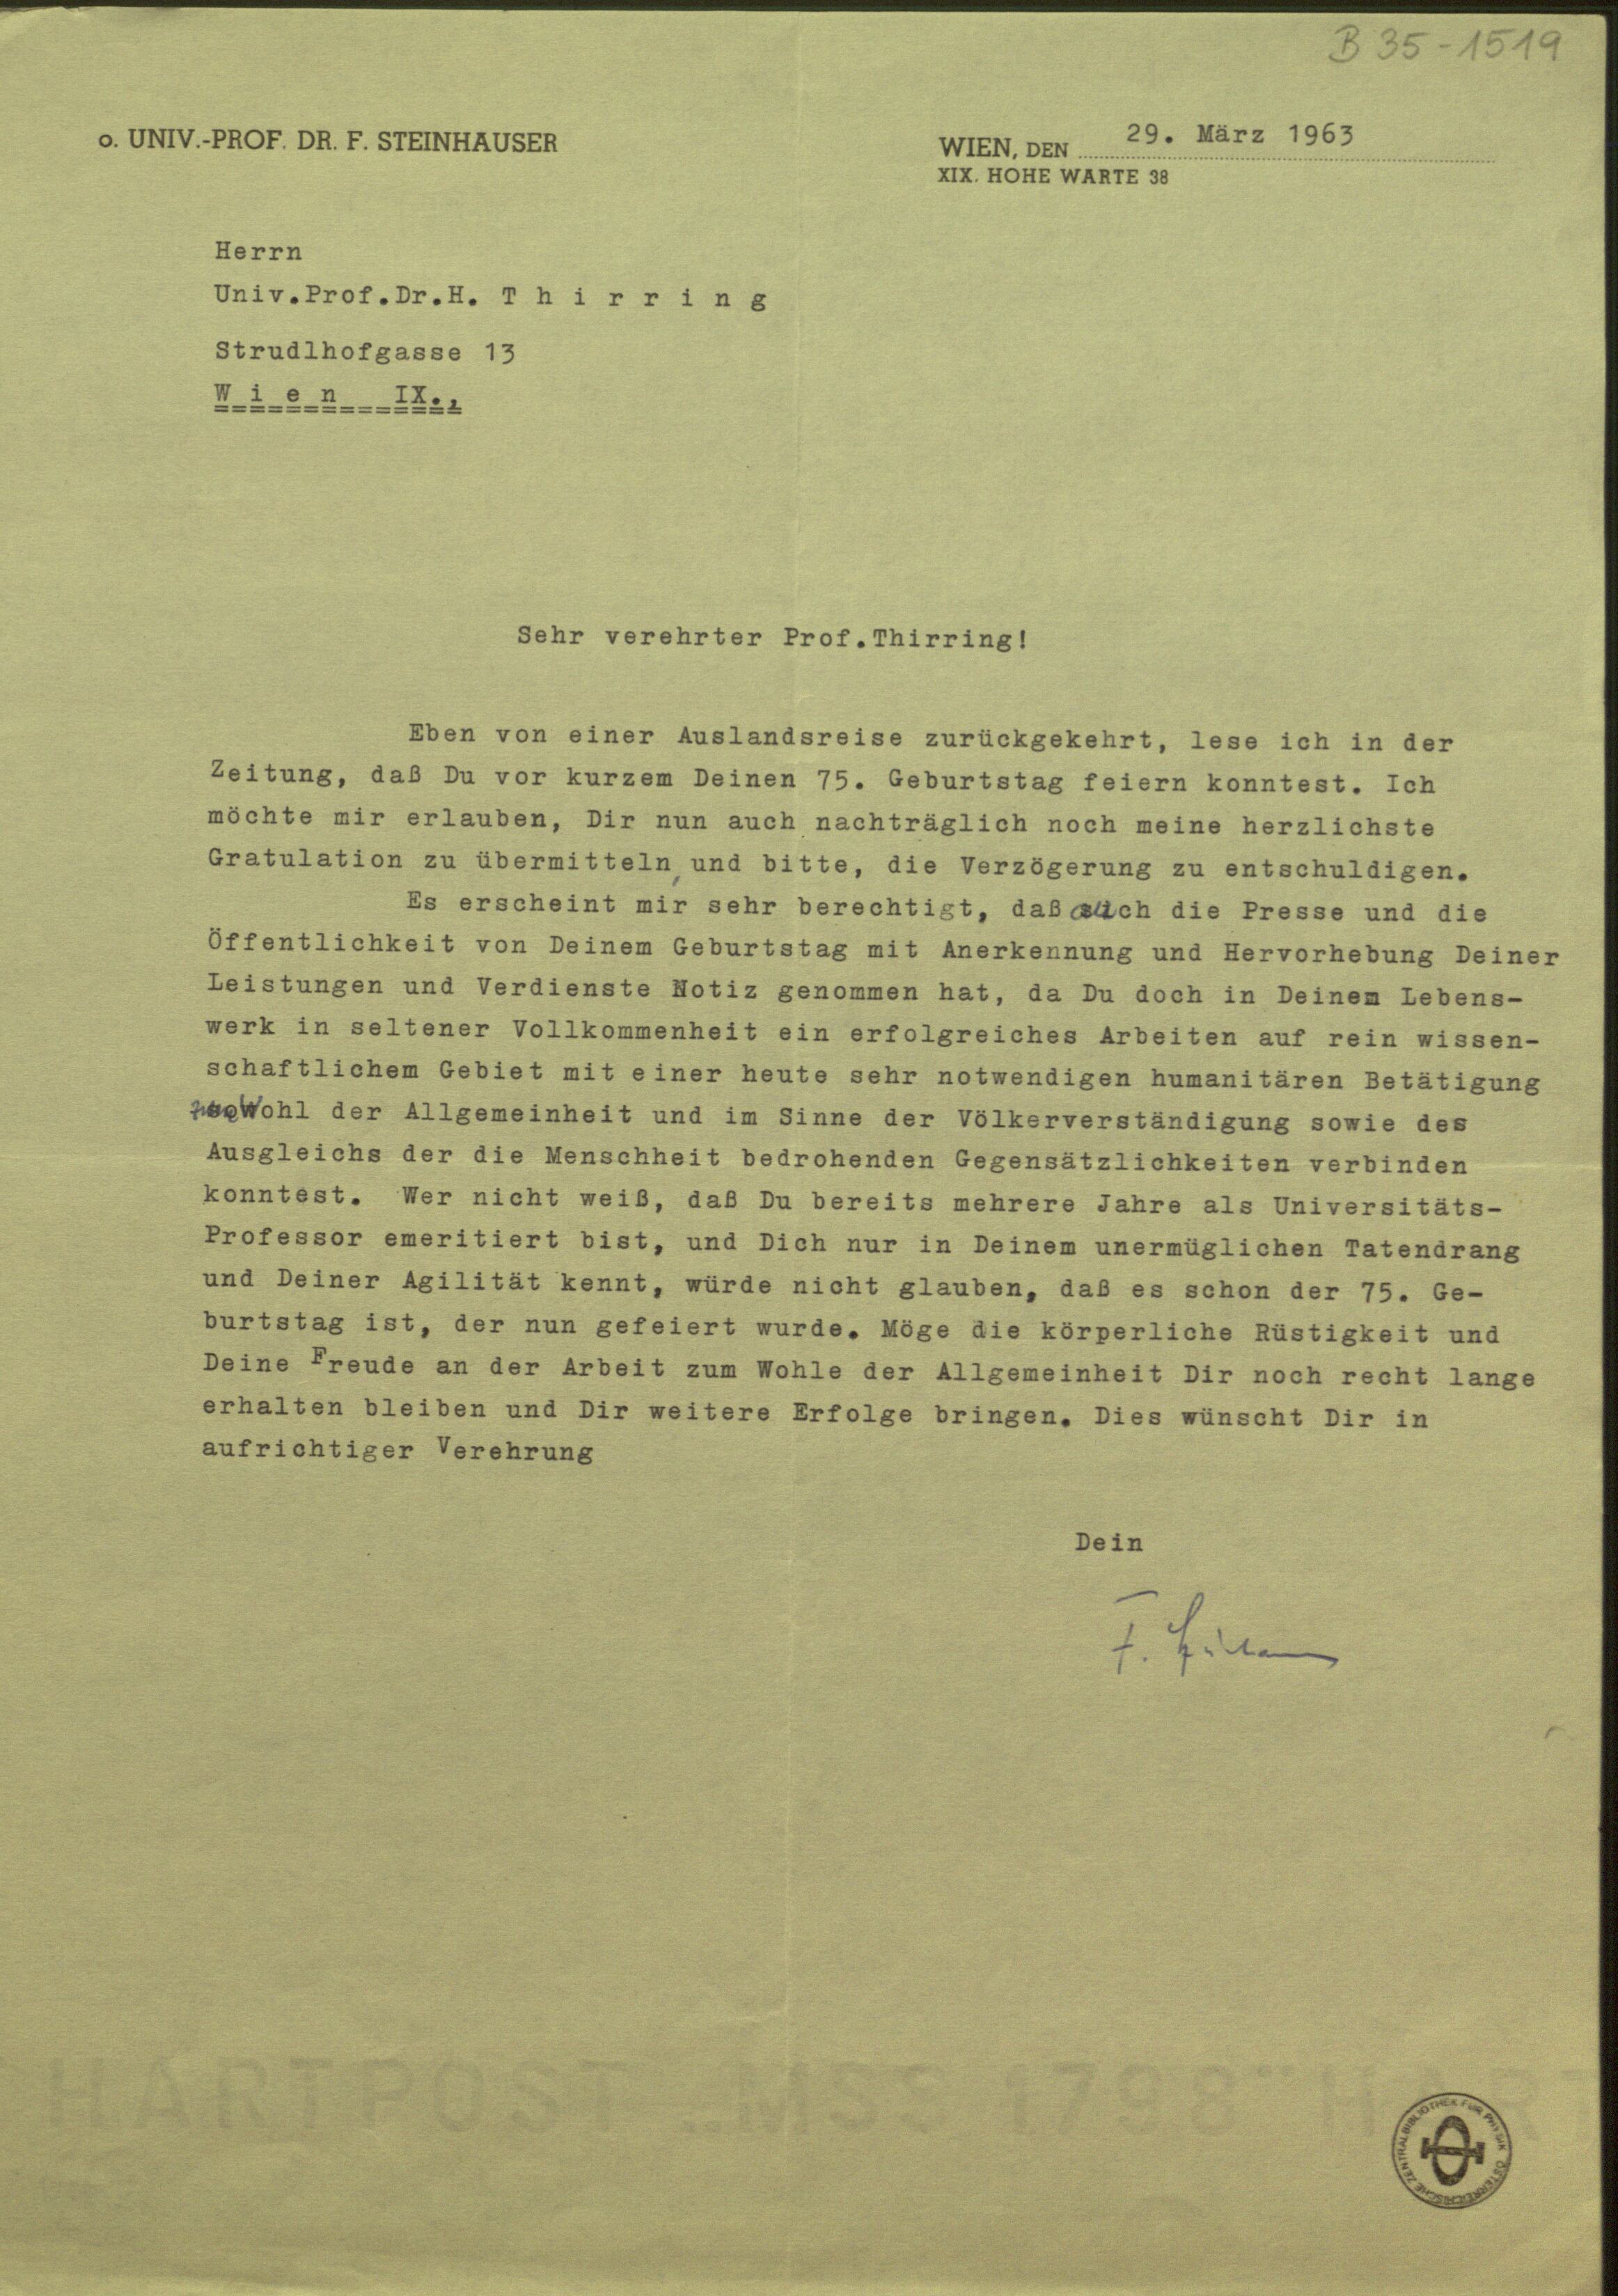 B 35-1519
o. UNIV.-PROF. DR. F. STEINHAUSER
WIEN, DEN 29. März 1963
XIX. HOHE WARTE 38
Herrn
Univ.Prof.Dr.H. T h i r r i n g
Strudlhofgasse 13
W i e n   IX.,
Sehr verehrter Prof.Thirring!
Eben von einer Auslandsreise zurückgekehrt, lese ich in der
Zeitung, daß Du vor kurzem Deinen 75. Geburtstag feiern konntest. Ich
möchte mir erlauben, Dir nun auch nachträglich noch meine herzlichste
Gratulation zu übermitteln, und bitte, die Verzögerung zu entschuldigen.
Es erscheint mir sehr berechtigt, daß auch die Presse und die
Öffentlichkeit von Deinem Geburtstag mit Anerkennung und Hervorhebung Deiner
Leistungen und Verdienste Notiz genommen hat, da Du doch in Deinem Lebens-
werk in seltener Vollkommenheit ein erfolgreiches Arbeiten auf rein wissen-
schaftlichem Gebiet mit einer heute sehr notwendigen humanitären Betätigung
zum Wohl der Allgemeinheit und im Sinne der Völkerverständigung sowie des
Ausgleichs der die Menschheit bedrohenden Gegensätzlichkeiten verbinden
konntest. Wer nicht weiß, daß Du bereits mehrere Jahre als Universitäts-
Professor emeritiert bist, und Dich nur in Deinem unermüglichen Tatendrang
und Deiner Agilität kennt, würde nicht glauben, daß es schon der 75. Ge-
burtstag ist, der nun gefeiert wurde. Möge die körperliche Rüstigkeit und
Deine Freude an der Arbeit zum Wohle der Allgemeinheit Dir noch recht lange
erhalten bleiben und Dir weitere Erfolge bringen. Dies wünscht Dir in
aufrichtiger Verehrung
Dein
F.
HARTPOST
ÖSTERREICHISCHE ZENTRALBIBLIOTHEK FÜR PHYSIK